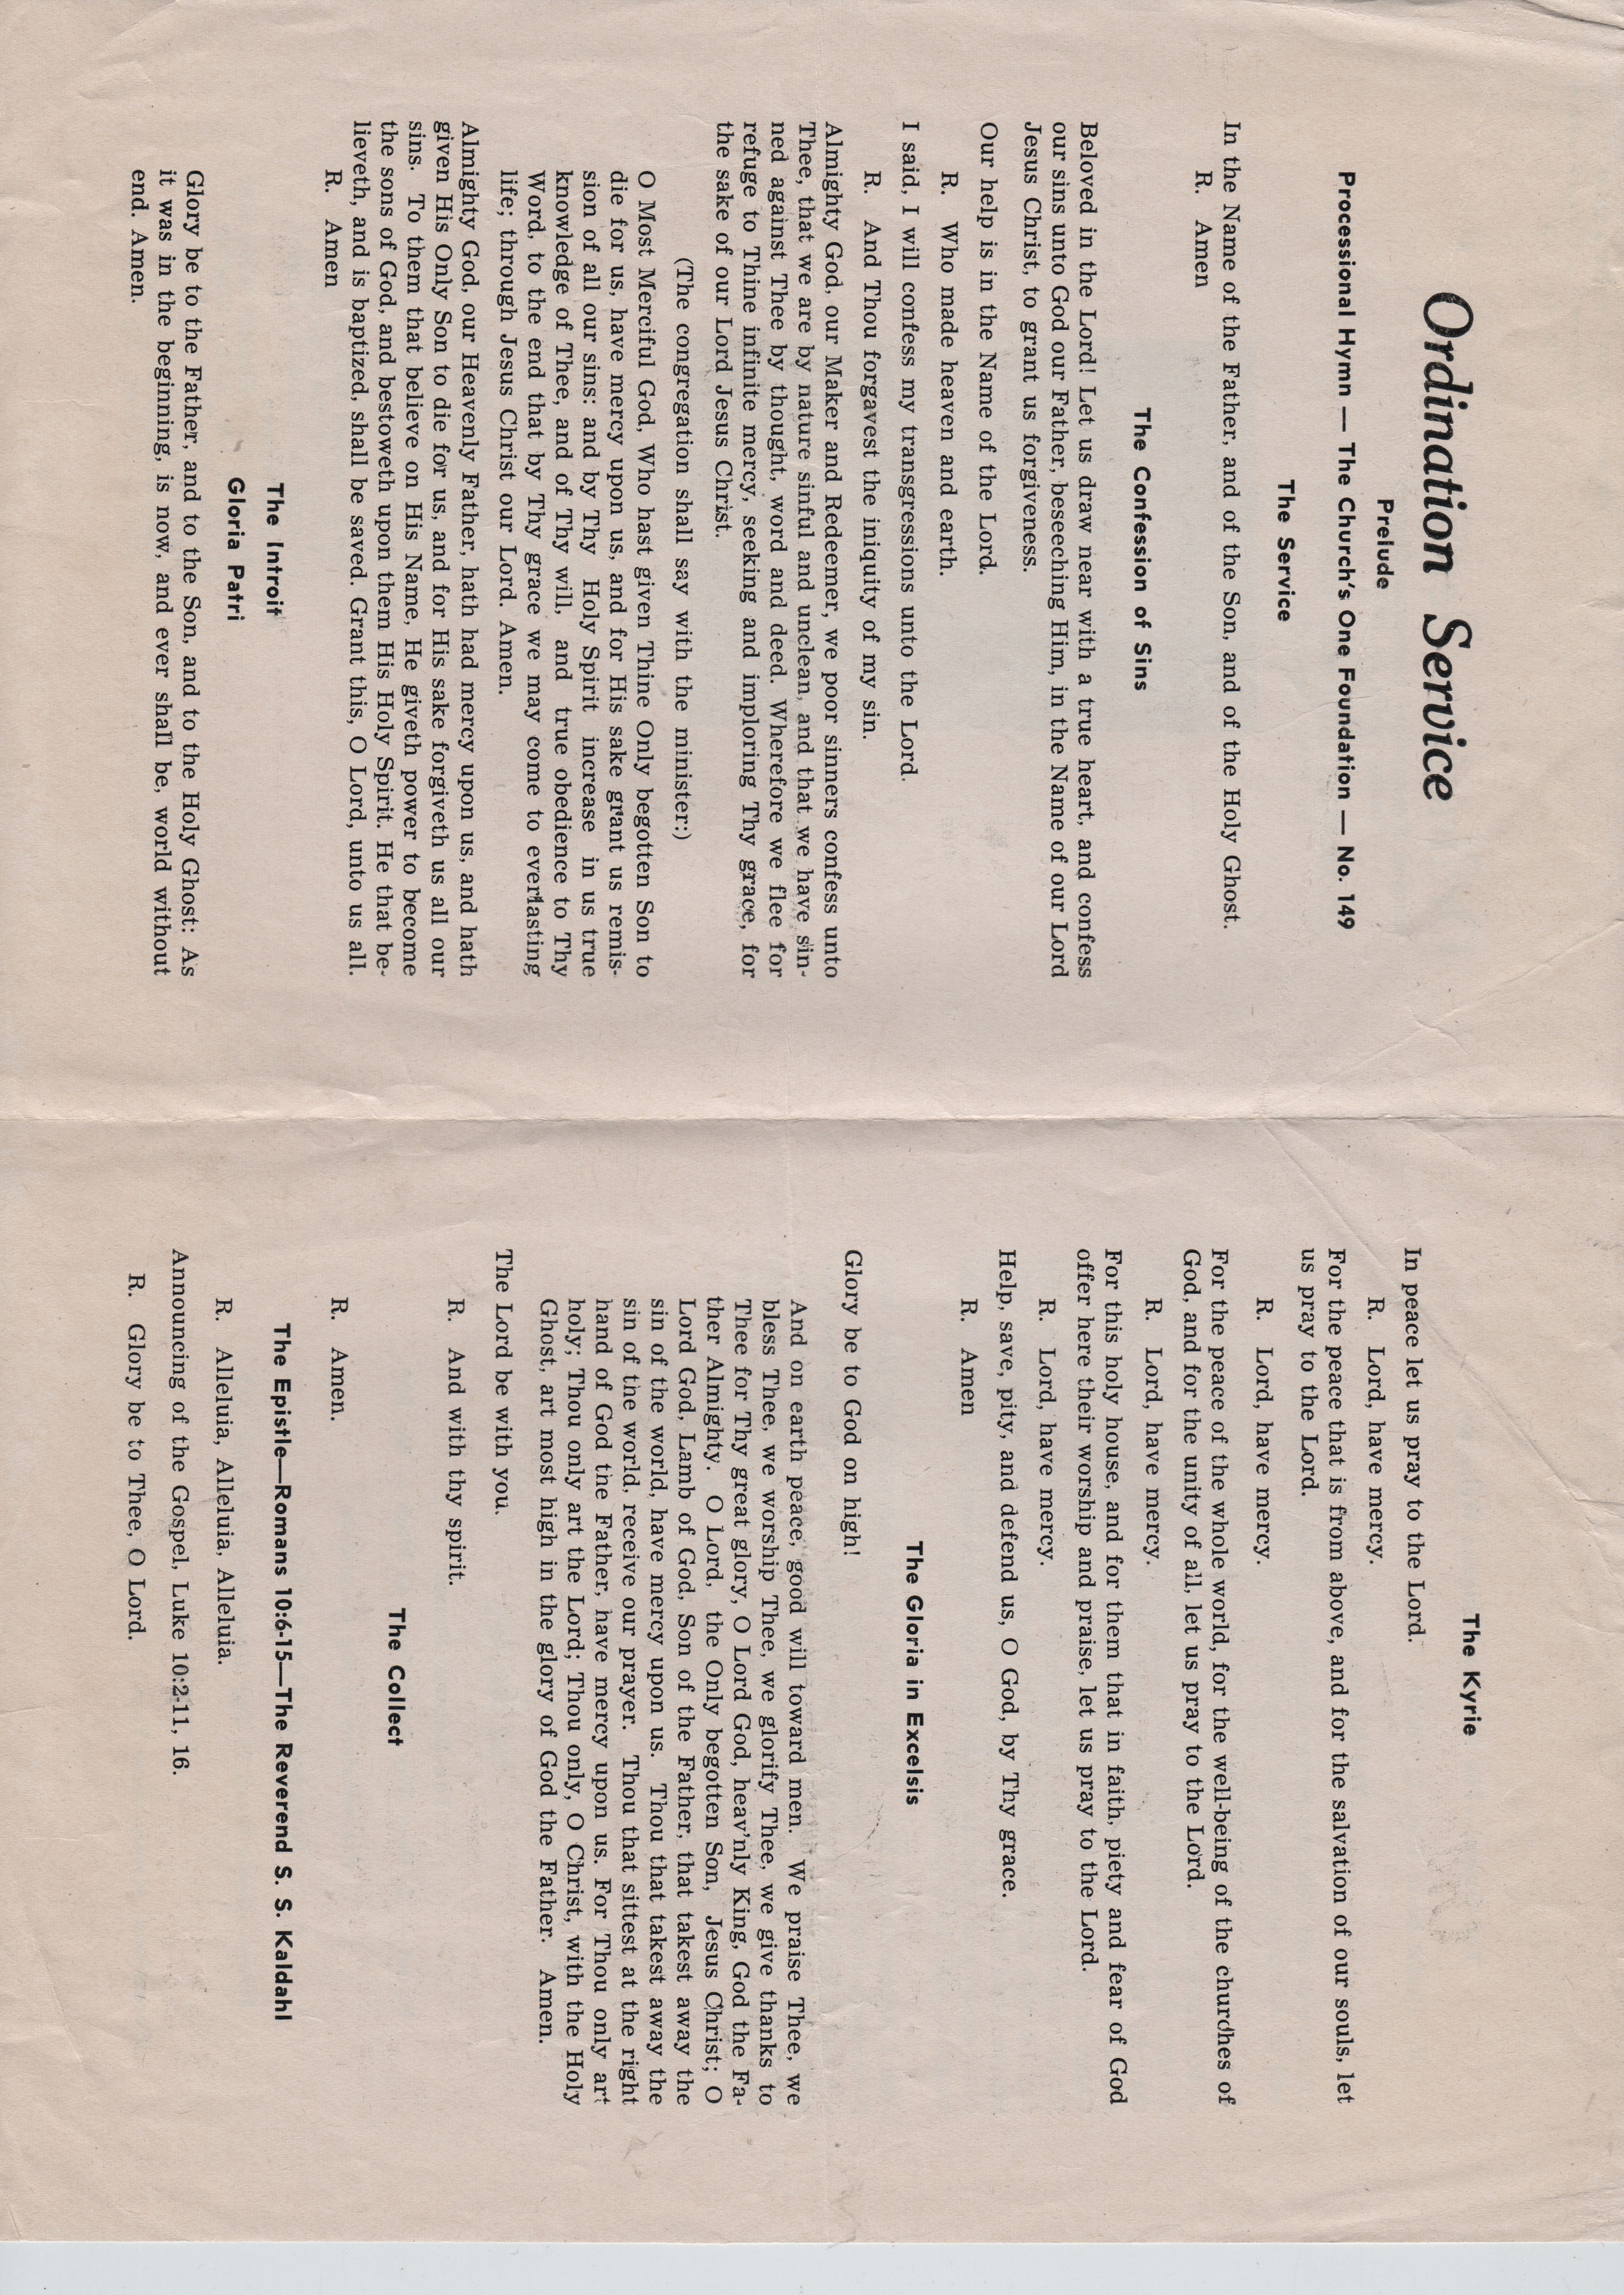 Ordination Service
Prelude
Processional Hymn — The Church's One Foundation — No. 149
The Service
In the Name of the Father, and of the Son, and of the Holy Ghost.
R. Amen
The Confession of Sins
Beloved in the Lord! Let us draw near with a true heart, and confess
our sins unto God our Father, beseeching Him, in the Name of our Lord
Jesus Christ, to grant us forgiveness.
Our help is in the Name of the Lord.
R. Who made heaven and earth.
I said, I will confess my transgressions unto the Lord.
R. And Thou forgavest the iniquity of my sin.
Almighty God, our Maker and Redeemer, we poor sinners confess unto
Thee, that we are by nature sinful and unclean, and that we have sin-
ned against Thee by thought, word and deed. Wherefore we flee for
refuge to Thine infinite mercy, seeking and imploring Thy grace, for
the sake of our Lord Jesus Christ.
(The congregation shall say with the minister:)
O Most Merciful God, Who hast given Thine Only begotten Son to
die for us, have mercy upon us, and for His sake grant us remis-
sion of all our sins: and by Thy Holy Spirit increase in us true
knowledge of Thee, and of Thy will, and true obedience to Thy
Word, to the end that by Thy grace we may come to everlasting
life; through Jesus Christ our Lord. Amen.
Almighty God, our Heavenly Father, hath had mercy upon us, and hath
given His Only Son to die for us, and for His sake forgiveth us all our
sins. To them that believe on His Name, He giveth power to become
the sons of God, and bestoweth upon them His Holy Spirit. He that be-
lieveth, and is baptized, shall be saved. Grant this, O Lord, unto us all.
R. Amen
The Introit
Gloria Patri
Glory be to the Father, and to the Son, and to the Holy Ghost: As
it was in the beginning, is now, and ever shall be, world without
end. Amen.
The Kyrie
In peace let us pray to the Lord.
R. Lord, have mercy.
For the peace that is from above, and for the salvation of our souls, let
us pray to the Lord.
R. Lord, have mercy.
For the peace of the whole world, for the well-being of the churches of
God, and for the unity of all, let us pray to the Lord.
R. Lord, have mercy.
For this holy house, and for them that in faith, piety and fear of God
offer here their worship and praise, let us pray to the Lord.
R. Lord, have mercy.
Help, save, pity, and defend us, O God, by Thy grace.
R. Amen
The Gloria in Excelsis
Glory be to God on high!
And on earth peace, good will toward men. We praise Thee, we
bless Thee, we worship Thee, we glorify Thee, we give thanks to
Thee for Thy great glory, O Lord God, heav'nly King, God the Fa-
ther Almighty. O Lord, the Only begotten Son, Jesus Christ; O
Lord God, Lamb of God, Son of the Father, that takest away the
sin of the world, have mercy upon us. Thou that takest away the
sin of the world, receive our prayer. Thou that sittest at the right
hand of God the Father, have mercy upon us. For Thou only art
holy; Thou only art the Lord; Thou only, O Christ, with the Holy
Ghost, art most high in the glory of God the Father. Amen.
The Lord be with you.
R. And with thy spirit.
The Collect
R. Amen.
The Epistle—Romans 10:6-15—The Reverend S. S. Kaldahl
R. Alleluia, Alleluia, Alleluia.
Announcing of the Gospel, Luke 10:2-11, 16.
R. Glory be to Thee, O Lord.